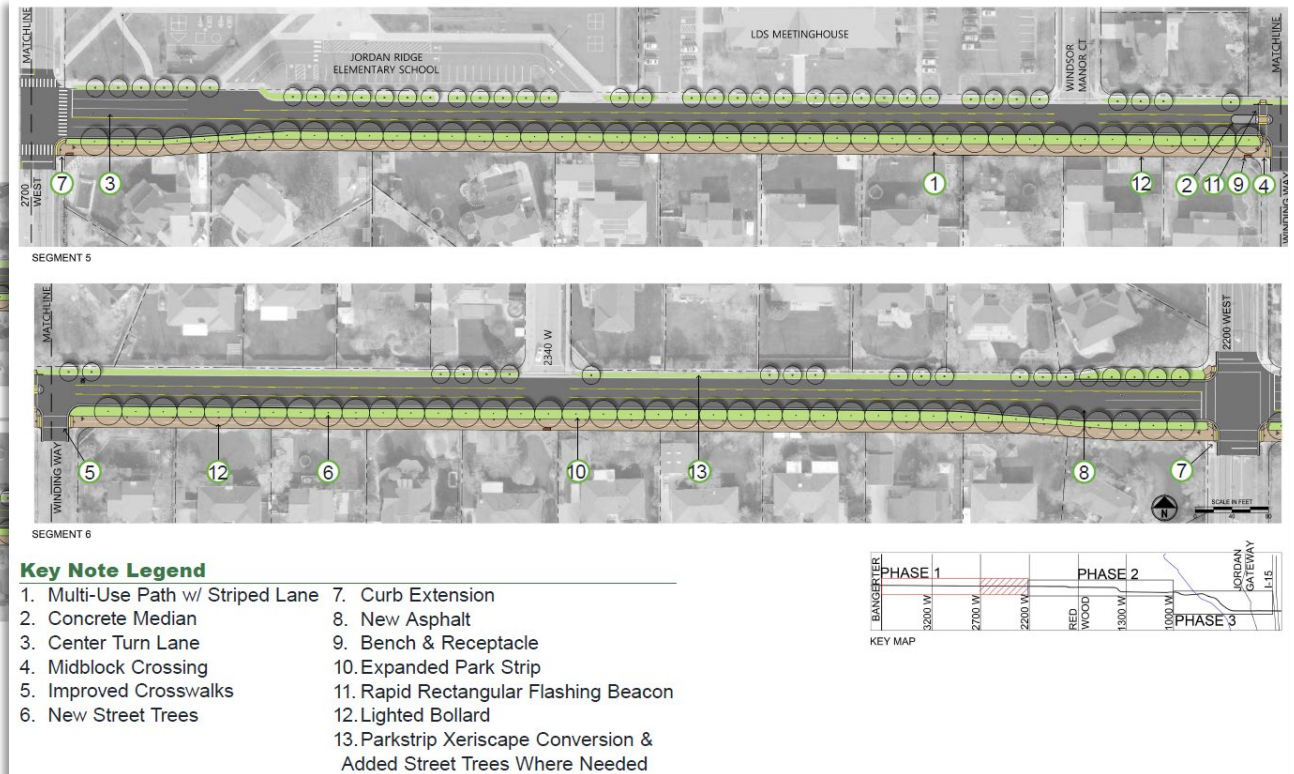 MATCHLINE
JORDAN RIDGE
ELEMENTARY SCHOOL
LDS MEETINGHOUSE
WINDSOR
MANOR CT
MATCHLINE
7
3
1
12
2
11
9
4
2700
WEST
WINDING WAY
SEGMENT 5
MATCHLINE
2340 W
2200 WEST
WINDING WAY
5
12
6
10
13
8
7
N
SCALE IN FEET
SEGMENT 6
Key Note Legend
1. Multi-Use Path w/ Striped Lane
2. Concrete Median
3. Center Turn Lane
4. Midblock Crossing
5. Improved Crosswalks
6. New Street Trees
7. Curb Extension
8. New Asphalt
9. Bench & Receptacle
10. Expanded Park Strip
11. Rapid Rectangular Flashing Beacon
12. Lighted Bollard
13. Parkstrip Xeriscape Conversion &
Added Street Trees Where Needed
BANGERTER
PHASE 1
3200 W
2700 W
2200 W
PHASE 2
RED
WOOD
1300 W
1000 W
PHASE 3
JORDAN
GATEWAY
I-15
KEY MAP